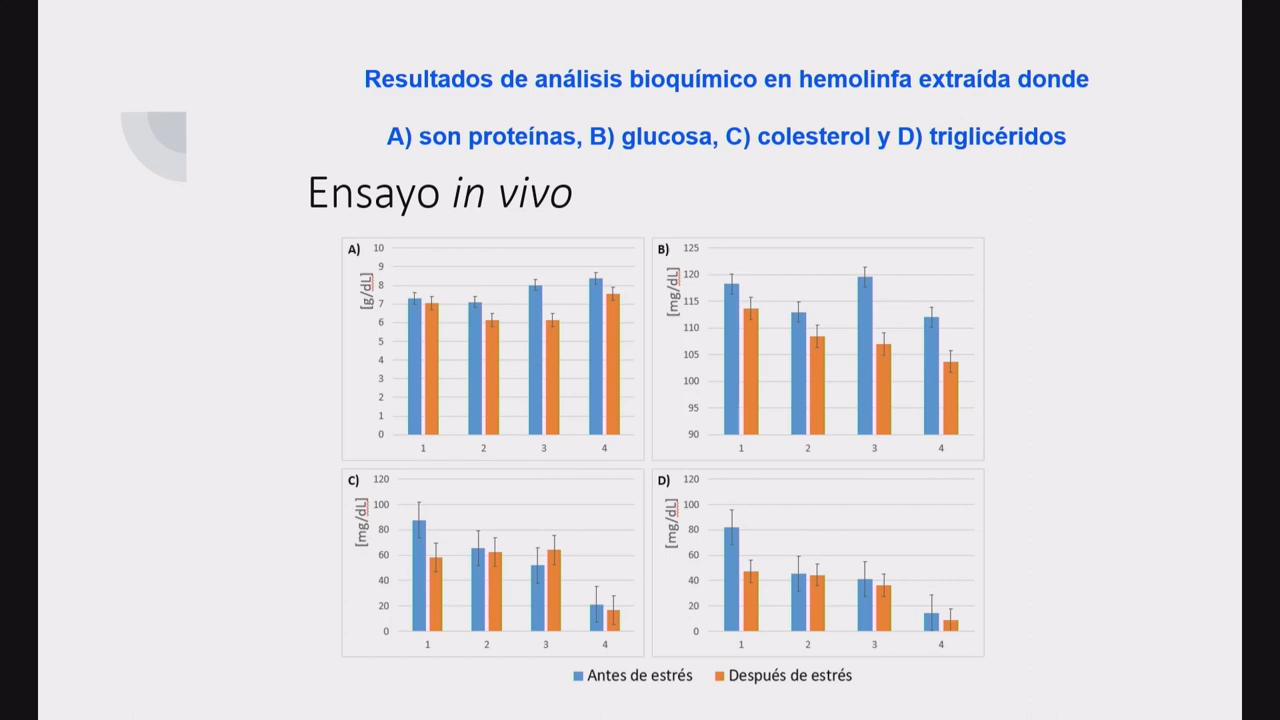 Resultados de análisis bioquímico en hemolinfa extraída donde
A) son proteínas, B) glucosa, C) colesterol y D) triglicéridos
Ensayo in vivo
A)
[g/dL]
10
9
8
7
6
5
4
3
2
1
0
1 2 3 4
B)
[mg/dL]
125
120
115
110
105
100
95
90
1 2 3 4
C)
[mg/dL]
120
100
80
60
40
20
0
1 2 3 4
D)
[mg/dL]
120
100
80
60
40
20
0
1 2 3 4
Antes de estrés Después de estrés